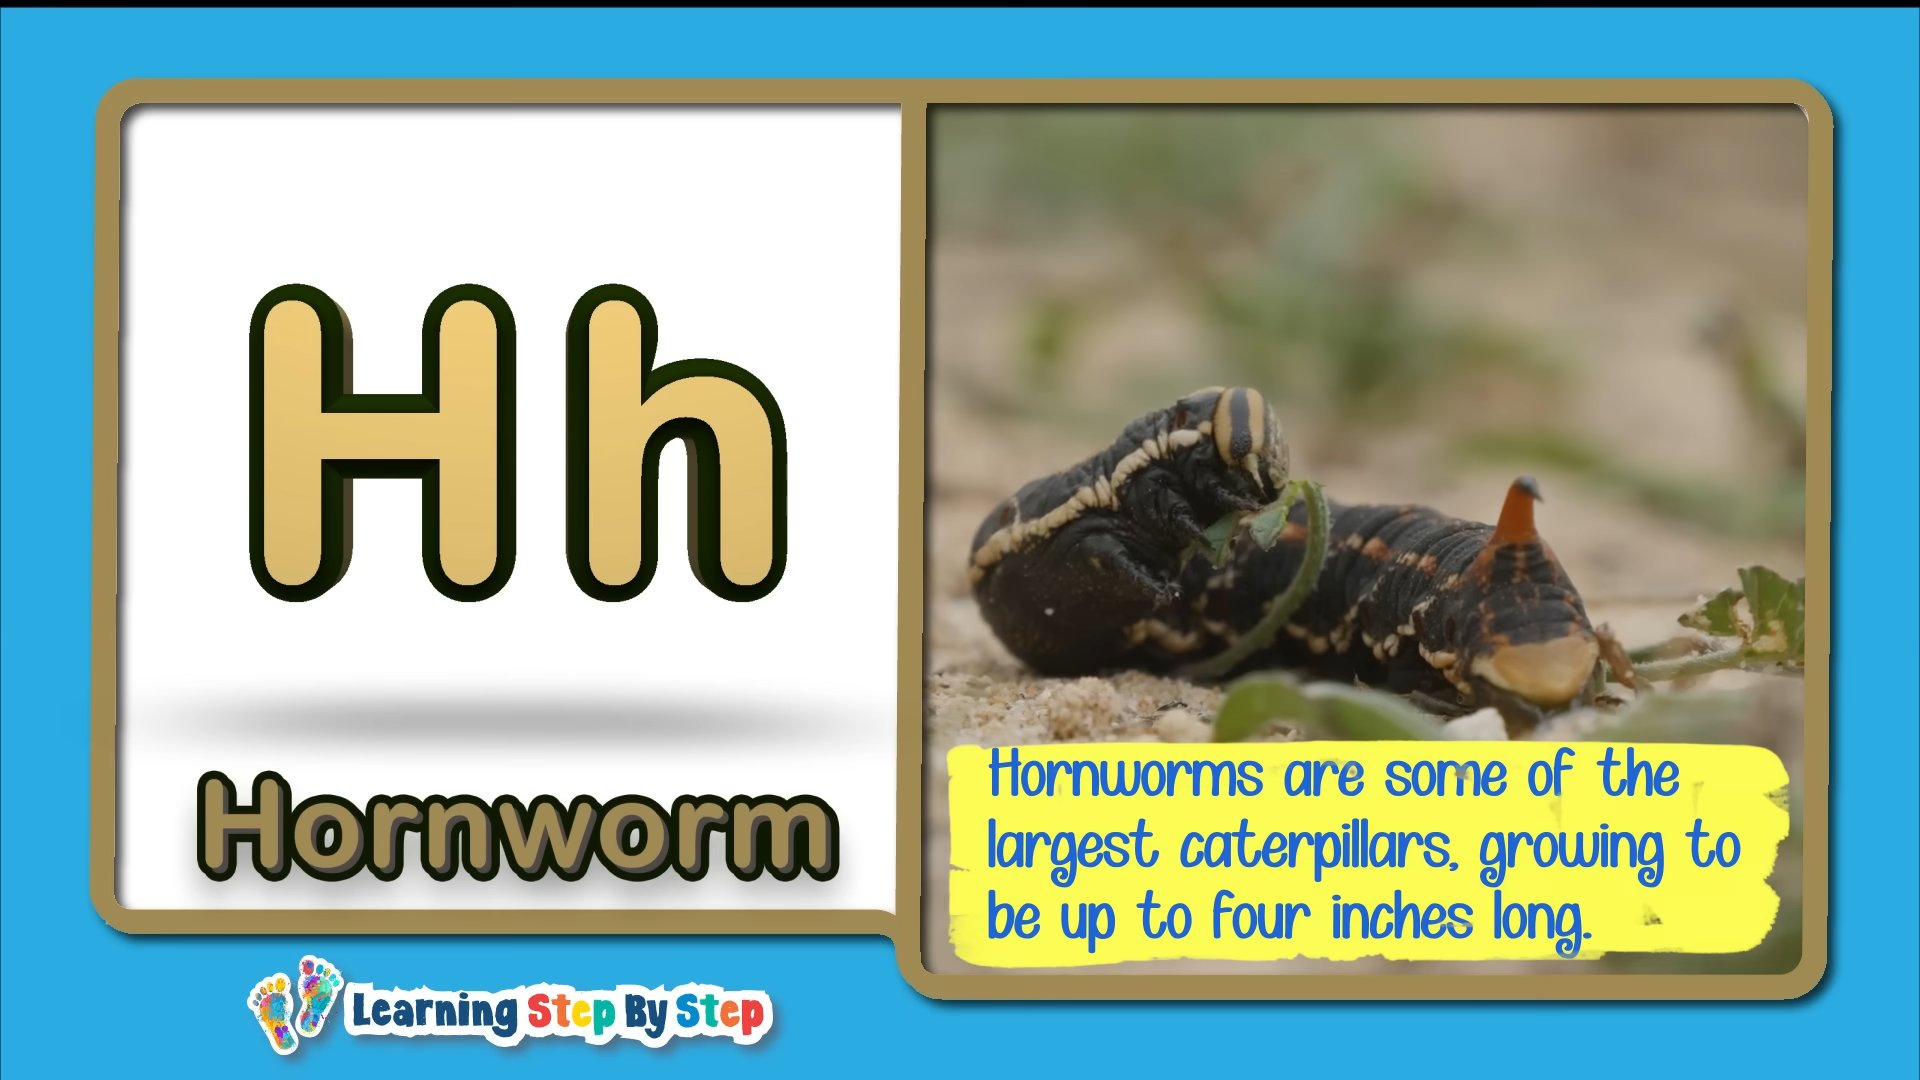 Hh
Hornworm
Hornworms are some of the
largest caterpillars, growing to
be up to four inches long.
Learning Step By Step